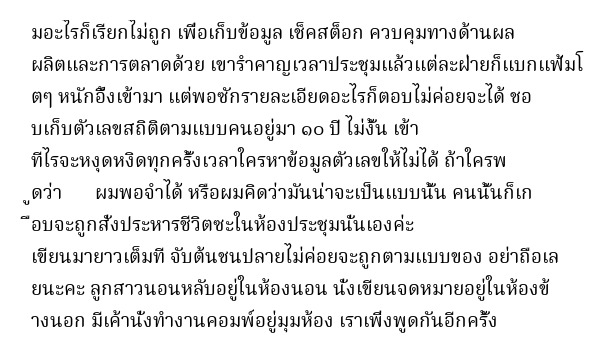 มอะไรก็เรียกไม่ถูก เพื่อเก็บข้อมูล เช็คสต็อก ควบคุมทางด้านผล
ผลิตและการตลาดด้วย เขารำคาญเวลาประชุมแล้วแต่ละฝ่ายก็แบกแฟ้มโ
ตๆ หนักอึ้งเข้ามา แต่พอซักรายละเอียดอะไรก็ตอบไม่ค่อยจะได้ ชอ
บเก็บตัวเลขสถิติตามแบบคนอยู่มา ๑๐ ปี ไม่งั้น เข้า
ทีไรจะหงุดหงิดทุกครั้งเวลาใครหาข้อมูลตัวเลขให้ไม่ได้ ถ้าใครพ
ูดว่า ผมพอจำได้ หรือผมคิดว่ามันน่าจะเป็นแบบนั้น คนนั้นก็เก
ือบจะถูกสั่งประหารชีวิตซะในห้องประชุมนั่นเองค่ะ
เขียนมายาวเต็มที จับต้นชนปลายไม่ค่อยจะถูกตามแบบของ อย่าถือเล
ยนะคะ ลูกสาวนอนหลับอยู่ในห้องนอน นั่งเขียนจดหมายอยู่ในห้องข้
างนอก มีเค้านั่งทำงานคอมพ์อยู่มุมห้อง เราเพิ่งพูดกันอีกครั้ง